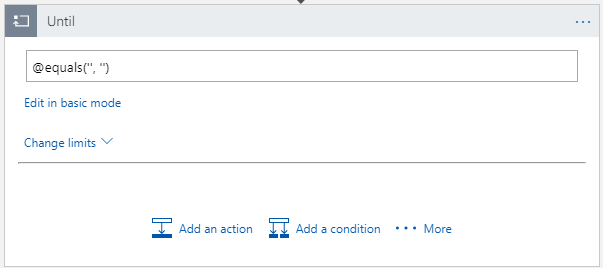 Until
@equals('', '')
Edit in basic mode
Change limits
Add an action Add a condition ••• More